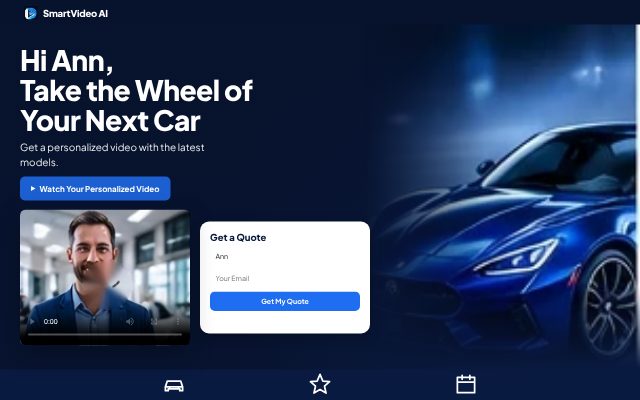 SmartVideo AI
Hi Ann,
Take the Wheel of
Your Next Car
Get a personalized video with the latest
models.
Watch Your Personalized Video
0:00
Get a Quote
Ann
Your Email
Get My Quote